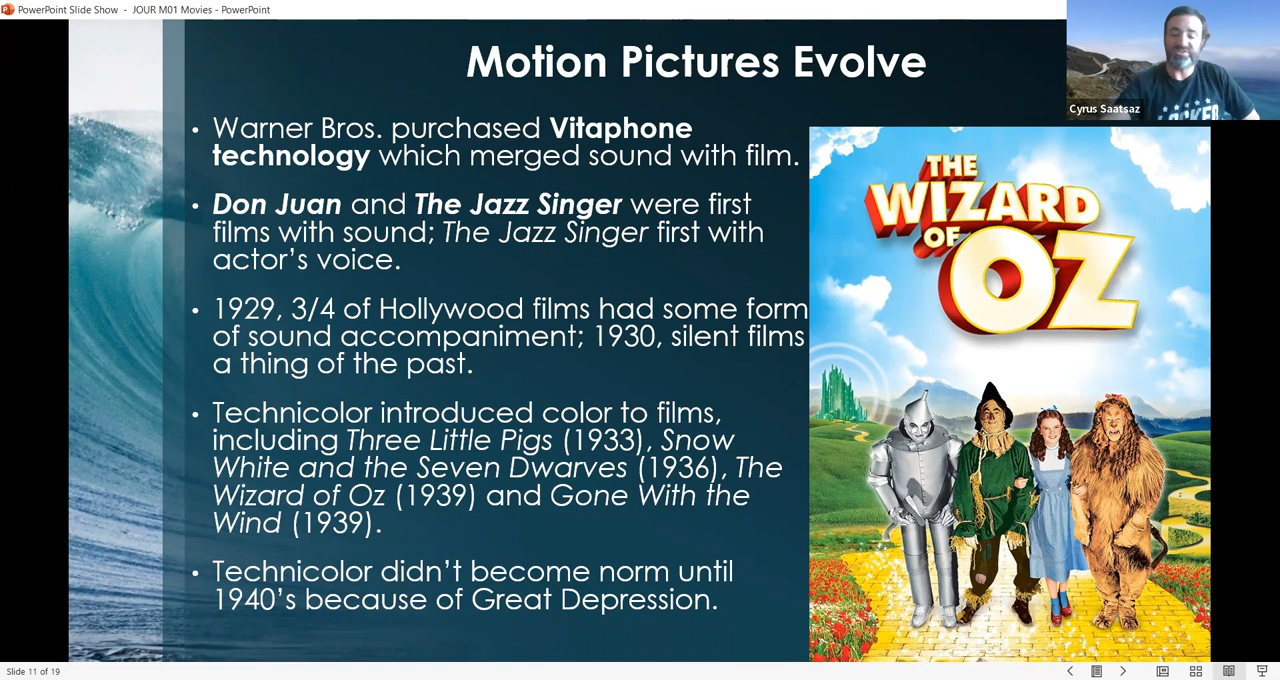 PowerPoint Slide Show - JOUR M01 Movies - PowerPoint
Motion Pictures Evolve
Cyrus Saatsaz
• Warner Bros. purchased Vitaphone
technology which merged sound with film.
• Don Juan and The Jazz Singer were first
films with sound; The Jazz Singer first with
actor’s voice.
• 1929, 3/4 of Hollywood films had some form
of sound accompaniment; 1930, silent films
a thing of the past.
• Technicolor introduced color to films,
including Three Little Pigs (1933), Snow
White and the Seven Dwarves (1936), The
Wizard of Oz (1939) and Gone With the
Wind (1939).
• Technicolor didn’t become norm until
1940’s because of Great Depression.
THE
WIZARD
OF OZ
Slide 11 of 19